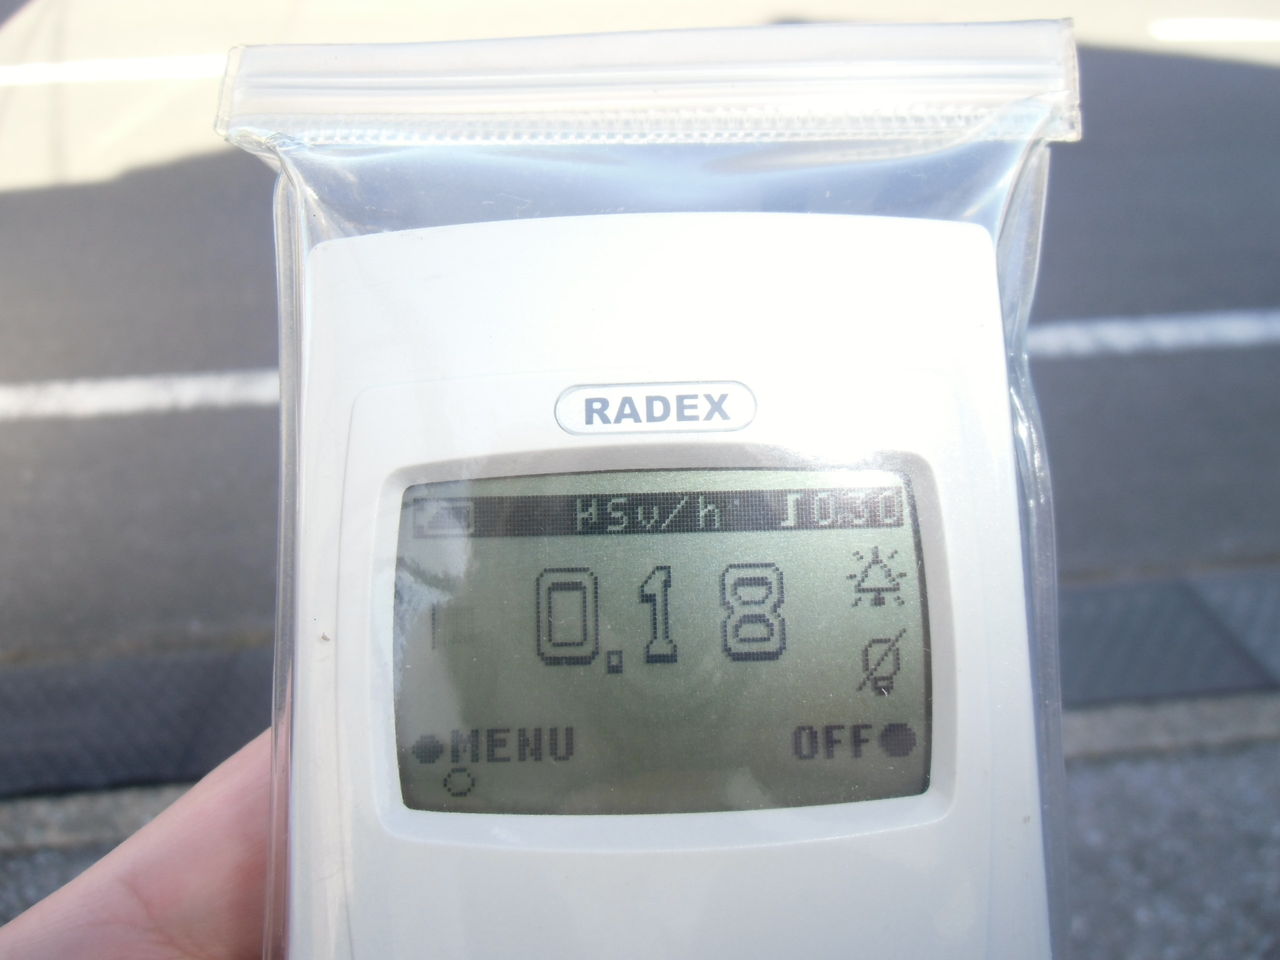 RADEX
µSv/h ∫0.30
0.18
MENU OFF